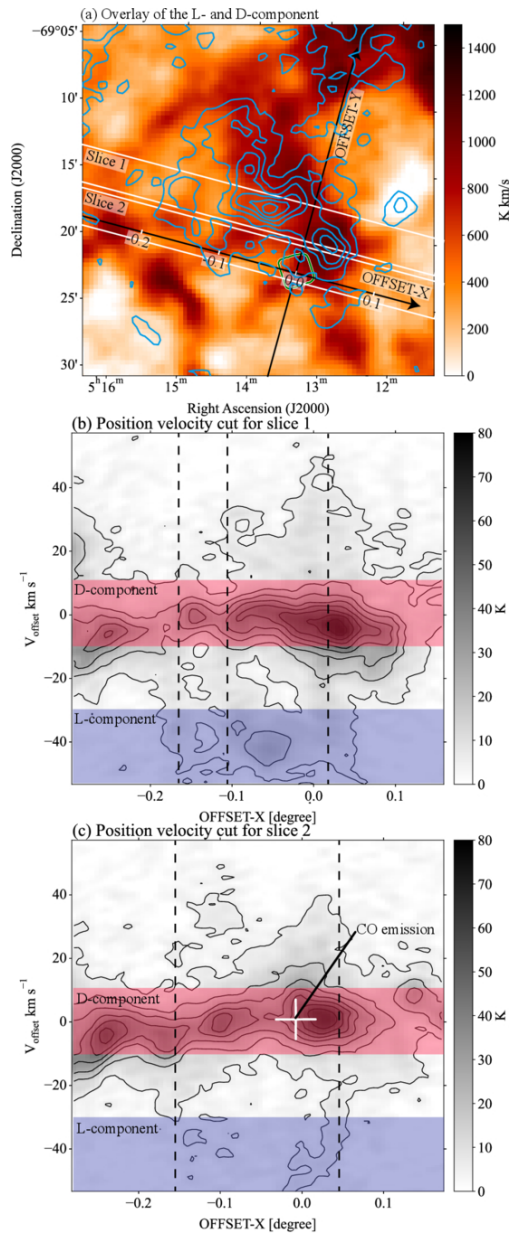 (a) Overlay of the L- and D-component
−69°05'
10'
15'
20'
25'
30'
Declination (J2000)
Slice 1
Slice 2
-0.2
-0.1
0.0
0.1
OFFSET-Y
OFFSET-X
5ʰ16ᵐ
15ᵐ
14ᵐ
13ᵐ
12ᵐ
Right Ascension (J2000)
1400
1200
1000
800
600
400
200
0
K km/s
(b) Position velocity cut for slice 1
40
20
0
−20
−40
V_offset km s⁻¹
D-component
L-component
−0.2
−0.1
0.0
0.1
OFFSET-X [degree]
80
70
60
50
40
30
20
10
0
K
(c) Position velocity cut for slice 2
40
20
0
−20
−40
V_offset km s⁻¹
CO emission
D-component
L-component
−0.2
−0.1
0.0
0.1
OFFSET-X [degree]
80
70
60
50
40
30
20
10
0
K